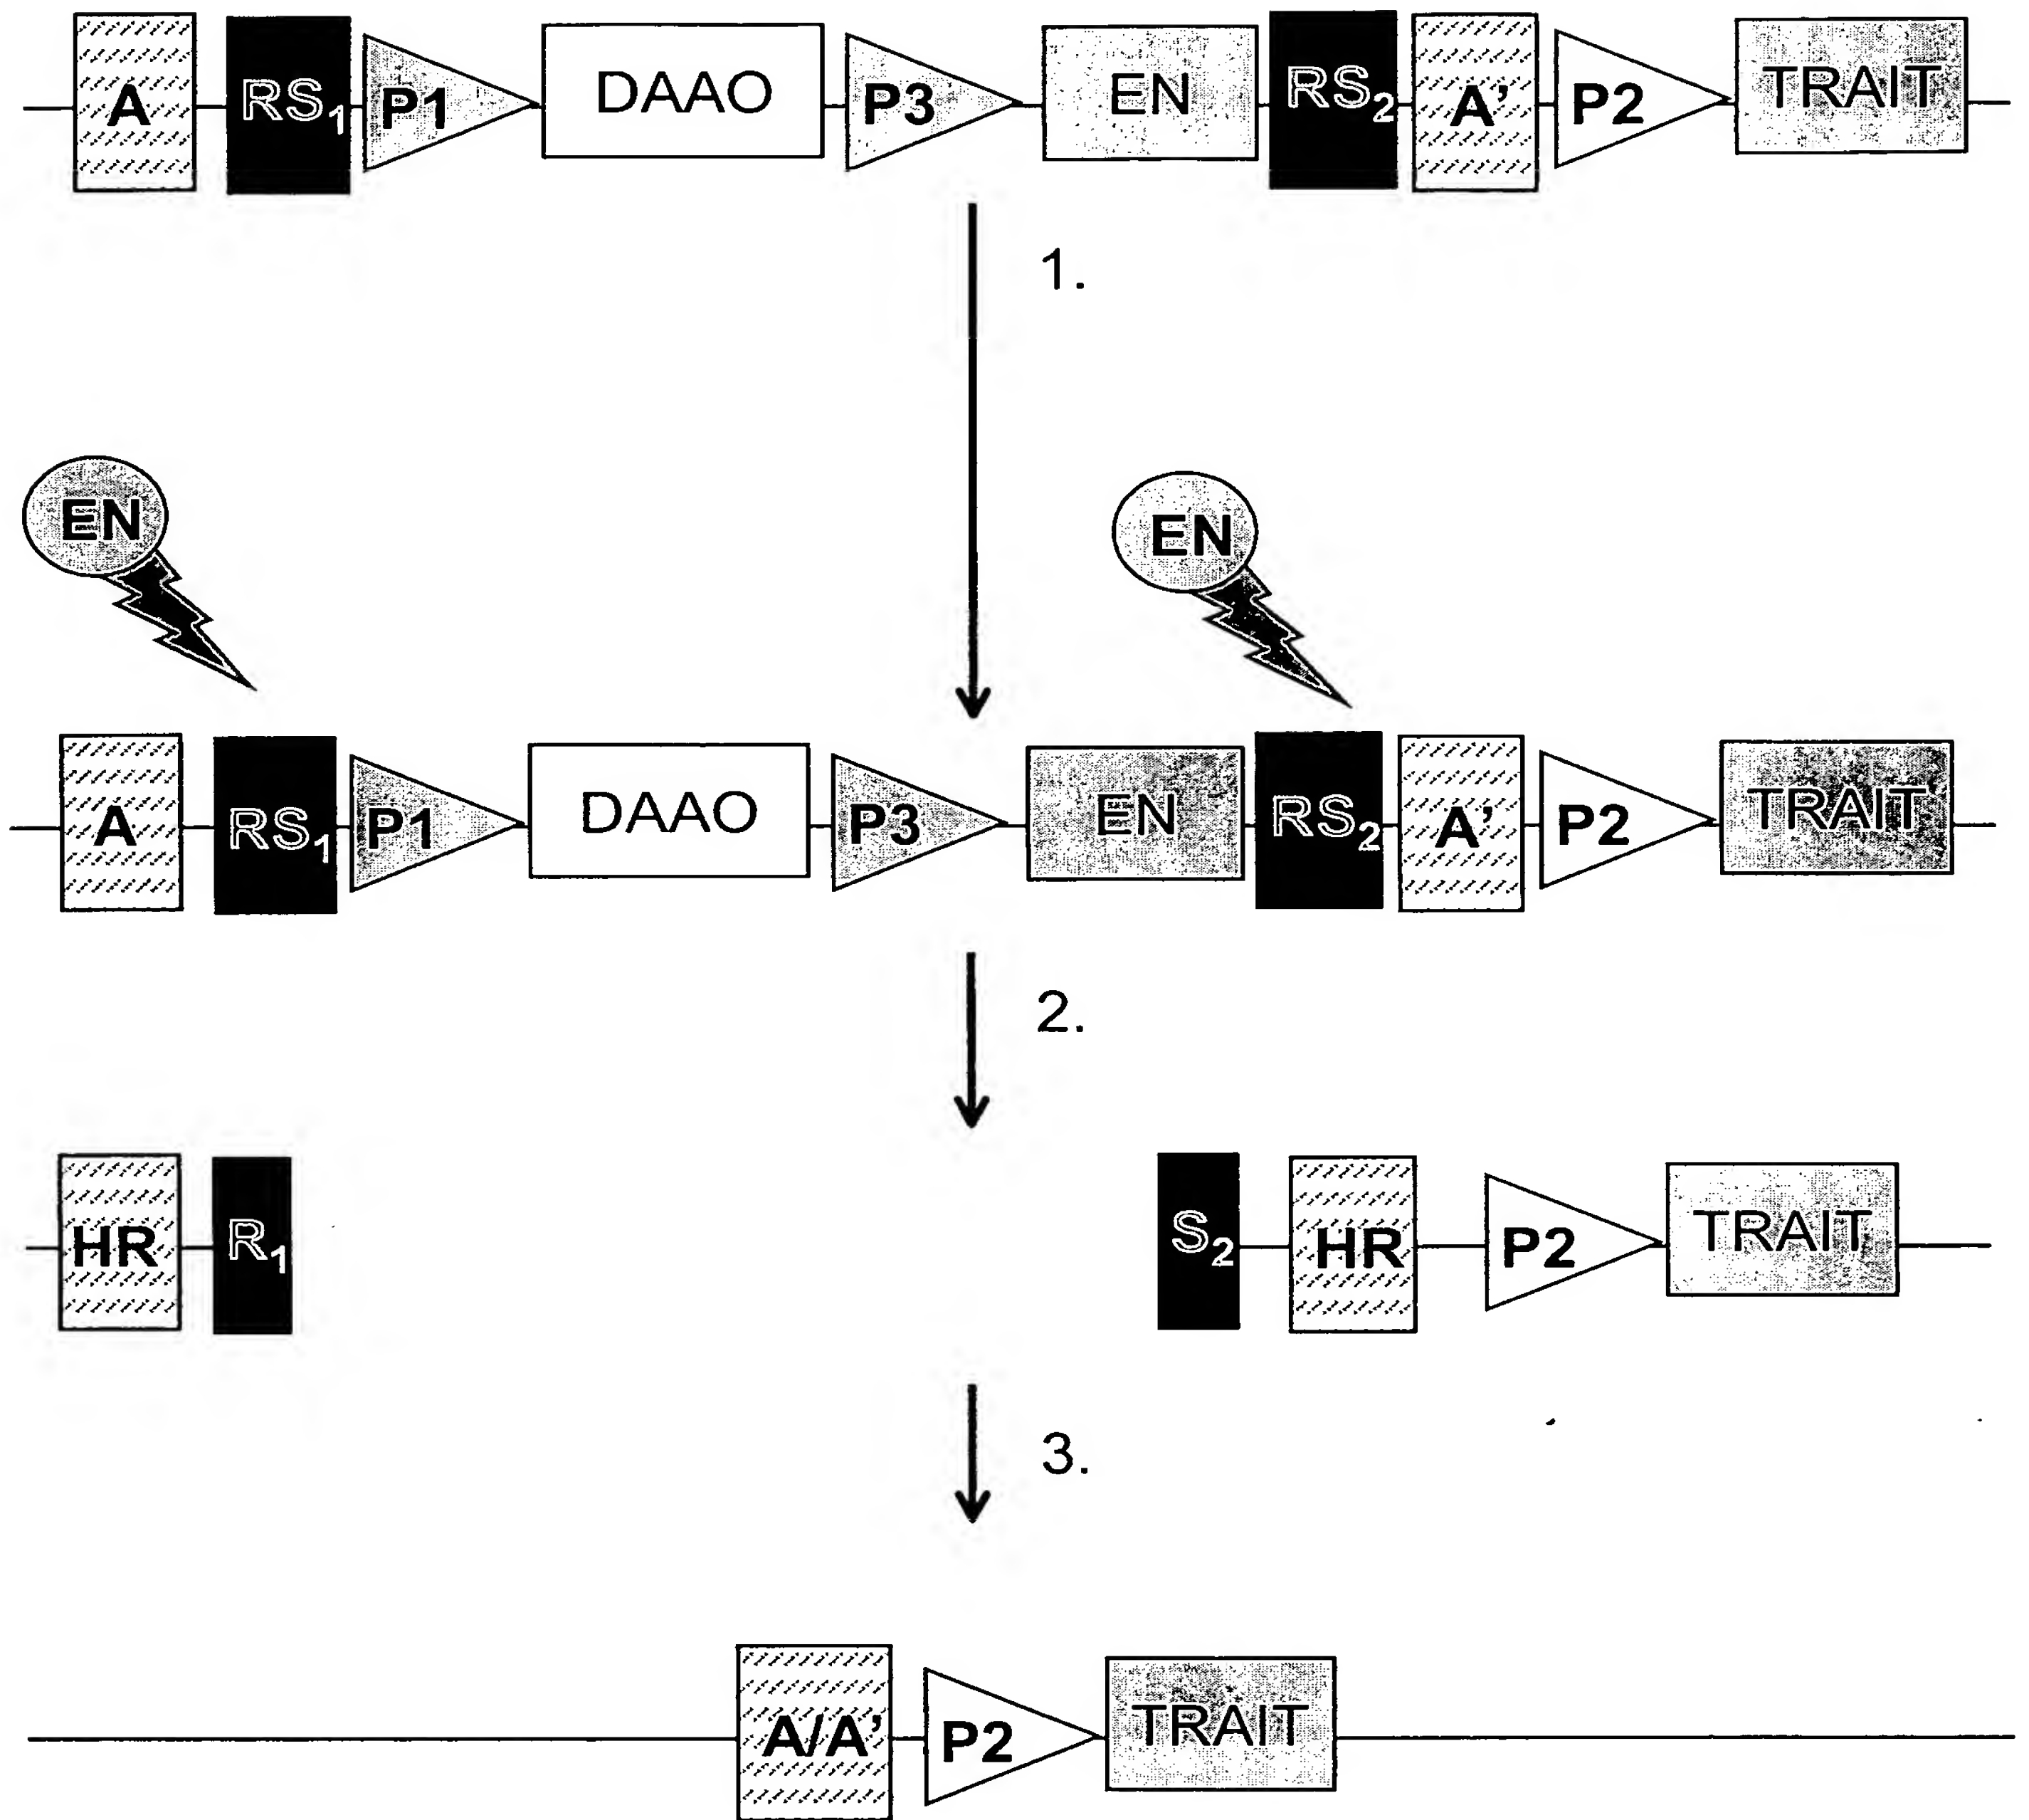 A RS1 P1 DAAO P3 EN RS2 A' P2 TRAIT
1.
EN EN
A RS1 P1 DAAO P3 EN RS2 A' P2 TRAIT
2.
HR R1 S2 HR P2 TRAIT
3.
A/A' P2 TRAIT